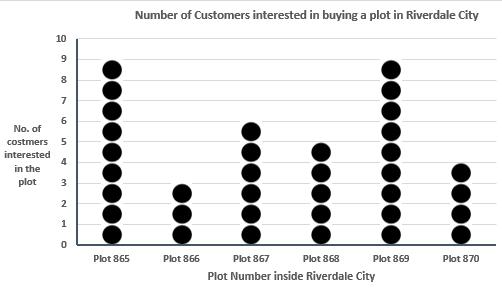 Number of Customers interested in buying a plot in Riverdale City
10
9
8
7
6
5
4
3
2
1
0
No. of
costmers
interested
in the
plot
Plot 865 Plot 866 Plot 867 Plot 868 Plot 869 Plot 870
Plot Number inside Riverdale City